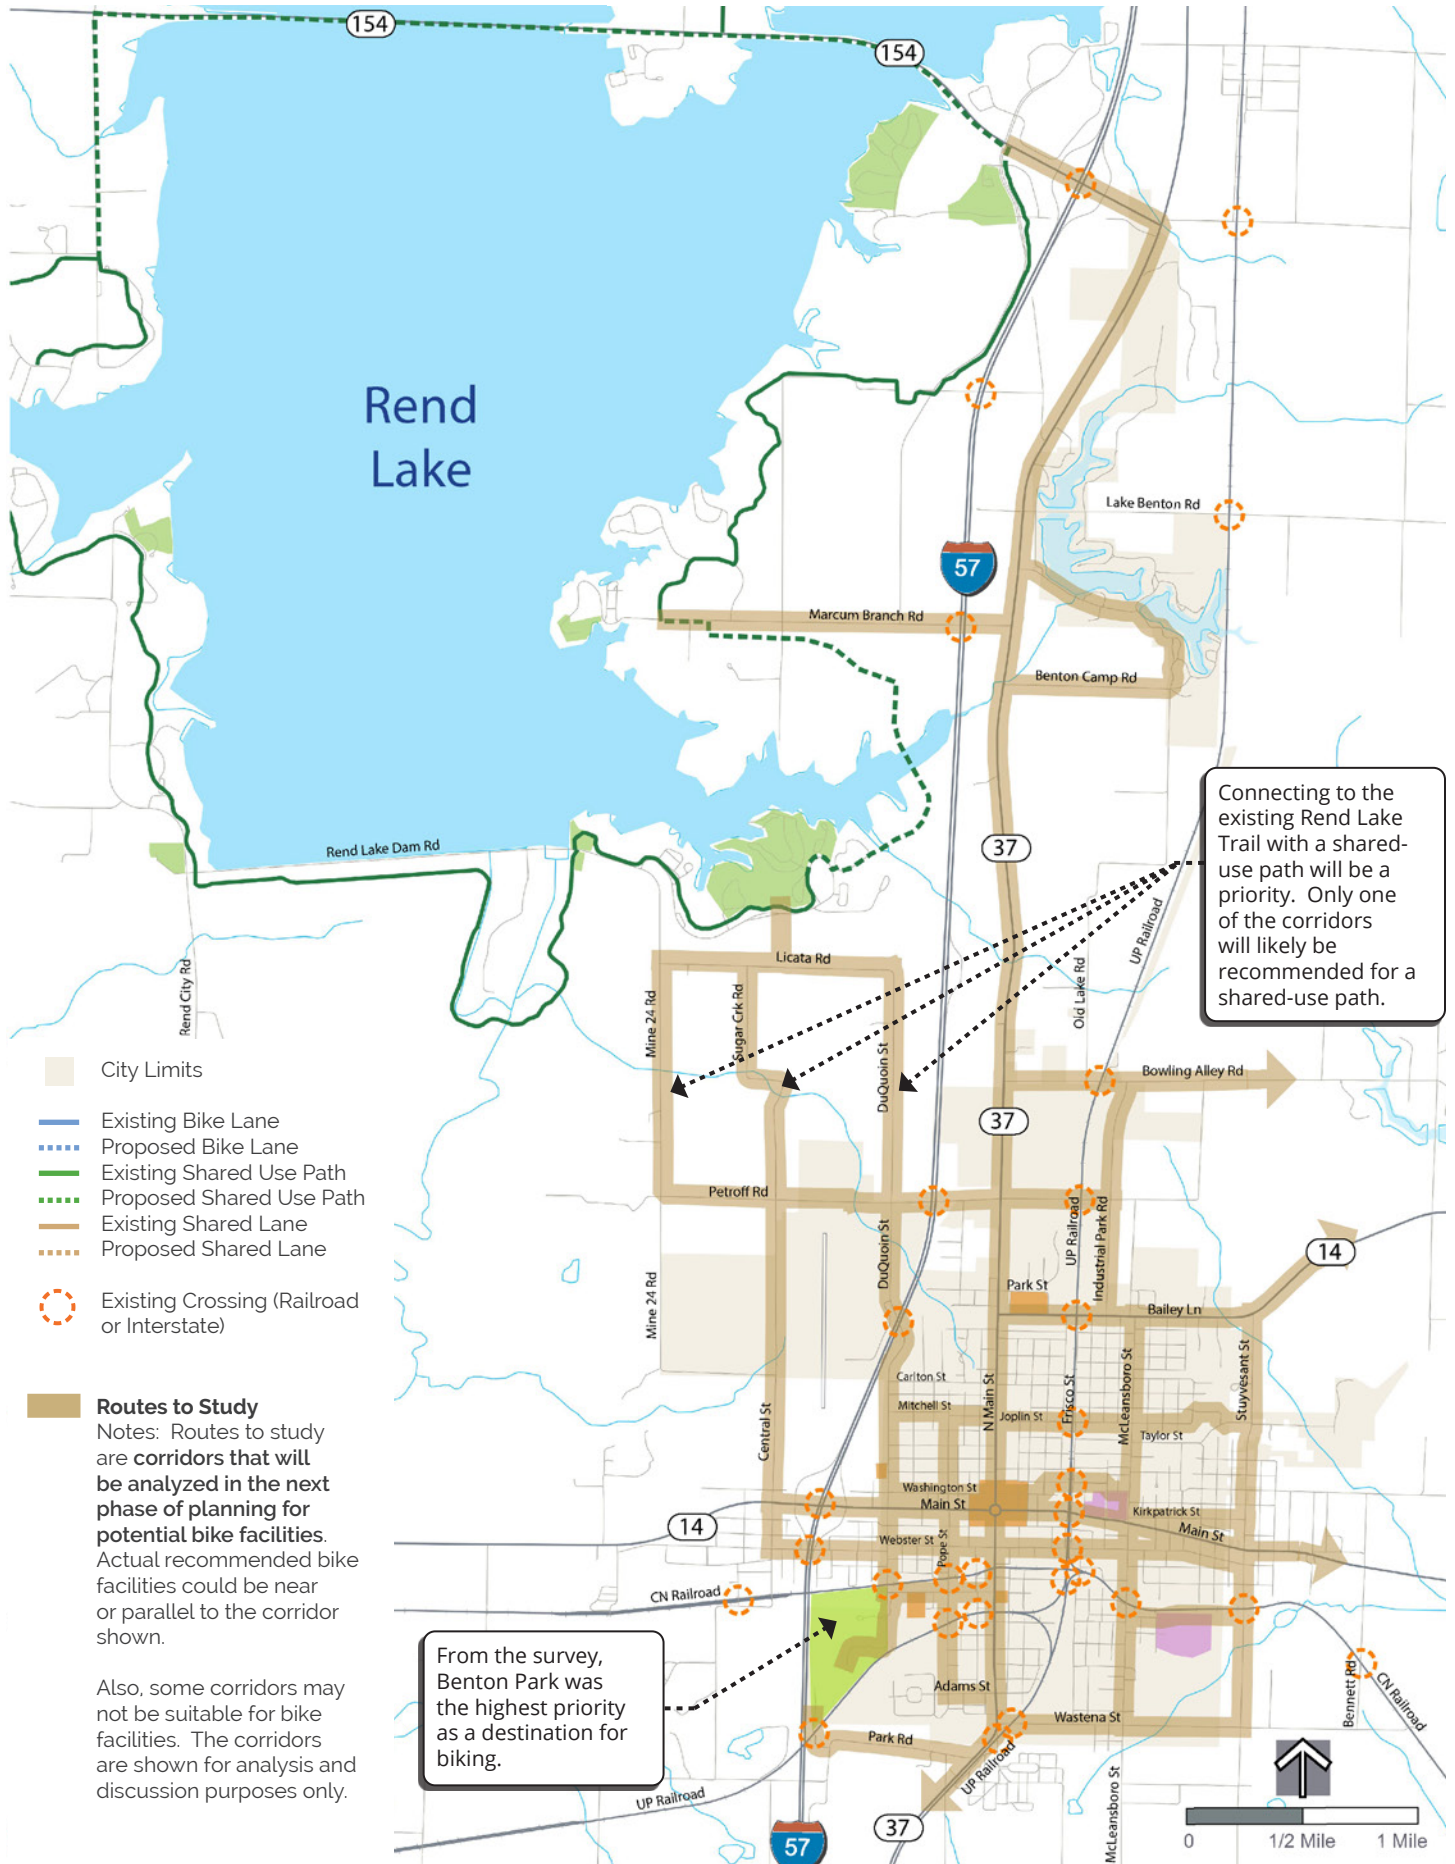 154
154
Rend
Lake
Lake Benton Rd
57
Marcum Branch Rd
Benton Camp Rd
Connecting to the
existing Rend Lake
Trail with a shared-
use path will be a
priority. Only one
of the corridors
will likely be
recommended for a
shared-use path.
37
Rend Lake Dam Rd
UP Railroad
Licata Rd
Rend City Rd
Mine 24 Rd
Sugar Crk Rd
Old Lake Rd
DuQuoin St
Bowling Alley Rd
37
City Limits
Existing Bike Lane
Proposed Bike Lane
Existing Shared Use Path
Proposed Shared Use Path
Existing Shared Lane
Proposed Shared Lane
Existing Crossing (Railroad
or Interstate)
Routes to Study
Notes: Routes to study
are corridors that will
be analyzed in the next
phase of planning for
potential bike facilities.
Actual recommended bike
facilities could be near
or parallel to the corridor
shown.
Also, some corridors may
not be suitable for bike
facilities. The corridors
are shown for analysis and
discussion purposes only.
Petroff Rd
UP Railroad
Industrial Park Rd
DuQuoin St
14
Mine 24 Rd
Park St
Bailey Ln
Carlton St
Mitchell St
N Main St
Joplin St
Frisco St
McLeansboro St
Stuyvesant St
Taylor St
Central St
Washington St
Main St
Kirkpatrick St
Main St
14
Webster St
Pope St
CN Railroad
From the survey,
Benton Park was
the highest priority
as a destination for
biking.
Adams St
Wastena St
Bennett Rd
CN Railroad
Park Rd
UP Railroad
UP Railroad
McLeansboro St
57
37
0 1/2 Mile 1 Mile